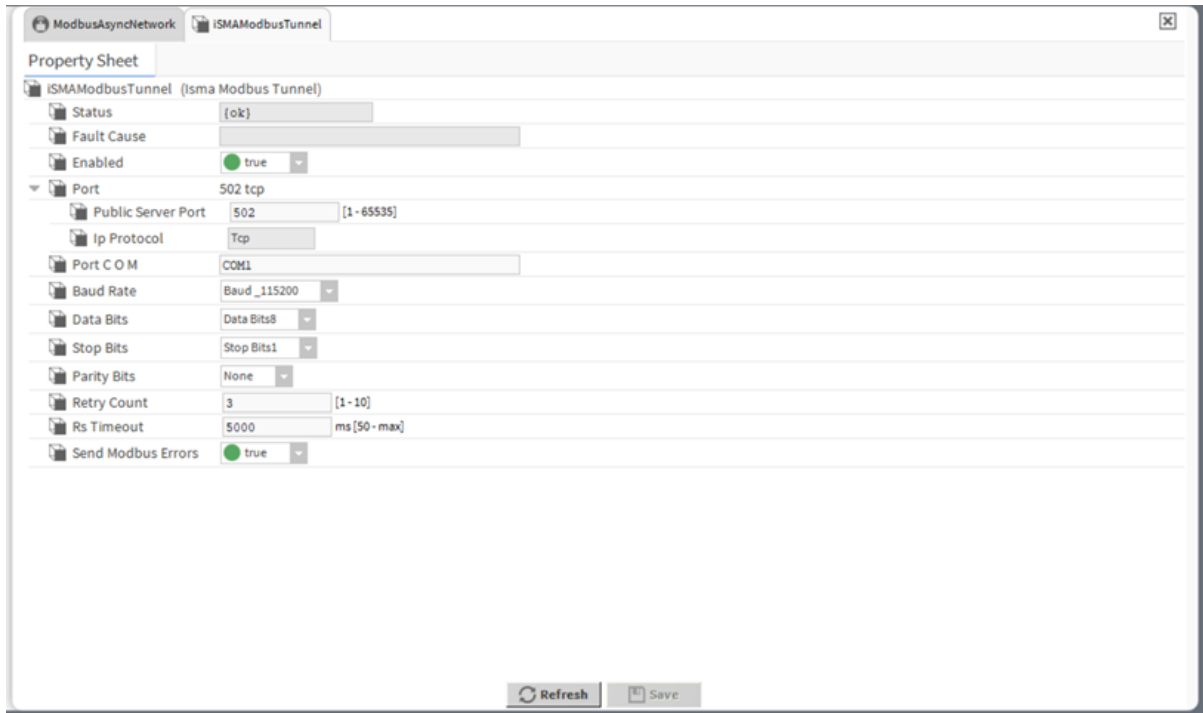 ModbusAsyncNetwork iSMAModbusTunnel
Property Sheet
iSMAModbusTunnel (Isma Modbus Tunnel)
Status {ok}
Fault Cause
Enabled true
Port 502 tcp
Public Server Port 502 [1 - 65535]
Ip Protocol Tcp
Port C O M COM1
Baud Rate Baud _115200
Data Bits Data Bits8
Stop Bits Stop Bits1
Parity Bits None
Retry Count 3 [1 - 10]
Rs Timeout 5000 ms [50 - max]
Send Modbus Errors true
Refresh Save